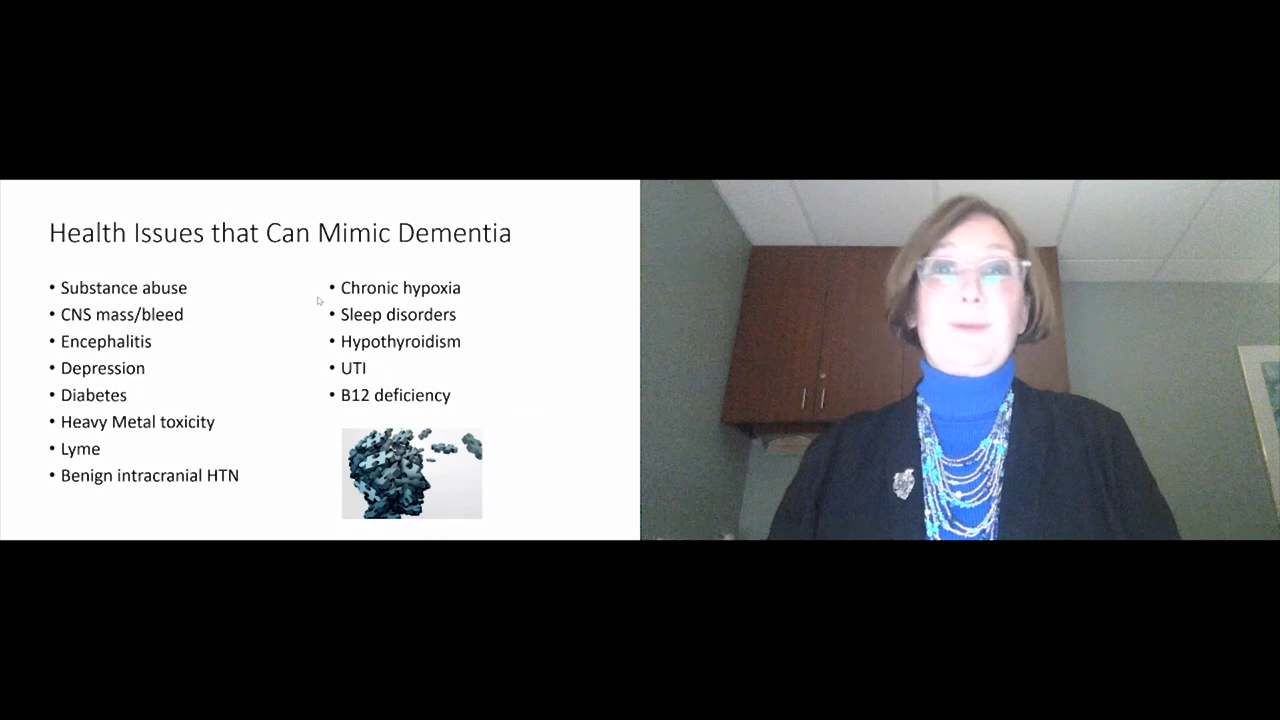 Health Issues that Can Mimic Dementia
• Substance abuse
• CNS mass/bleed
• Encephalitis
• Depression
• Diabetes
• Heavy Metal toxicity
• Lyme
• Benign intracranial HTN
• Chronic hypoxia
• Sleep disorders
• Hypothyroidism
• UTI
• B12 deficiency